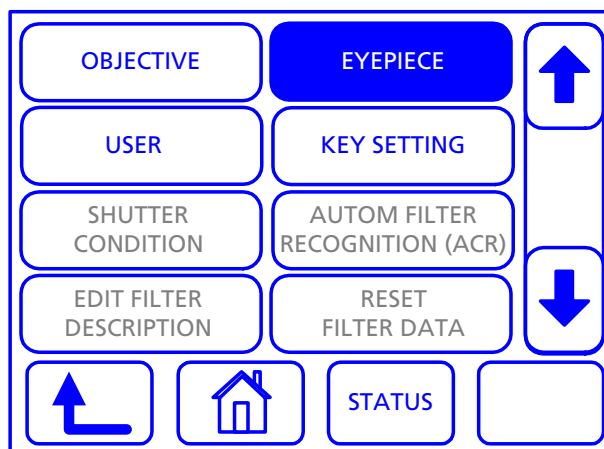 OBJECTIVE
EYEPIECE
USER
KEY SETTING
SHUTTER
CONDITION
AUTOM FILTER
RECOGNITION (ACR)
EDIT FILTER
DESCRIPTION
RESET
FILTER DATA
STATUS